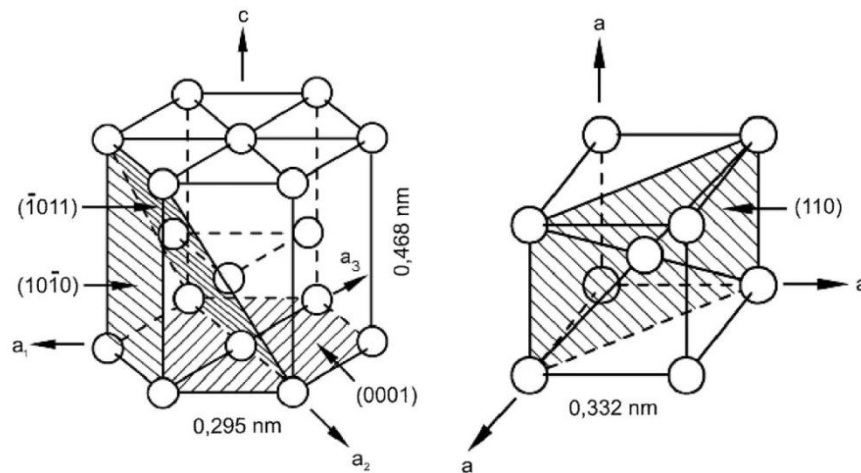 c
a
(1̄011)
(101̄0)
a₃
0,468 nm
(110)
a₁
a
(0001)
0,295 nm
0,332 nm
a₂
a